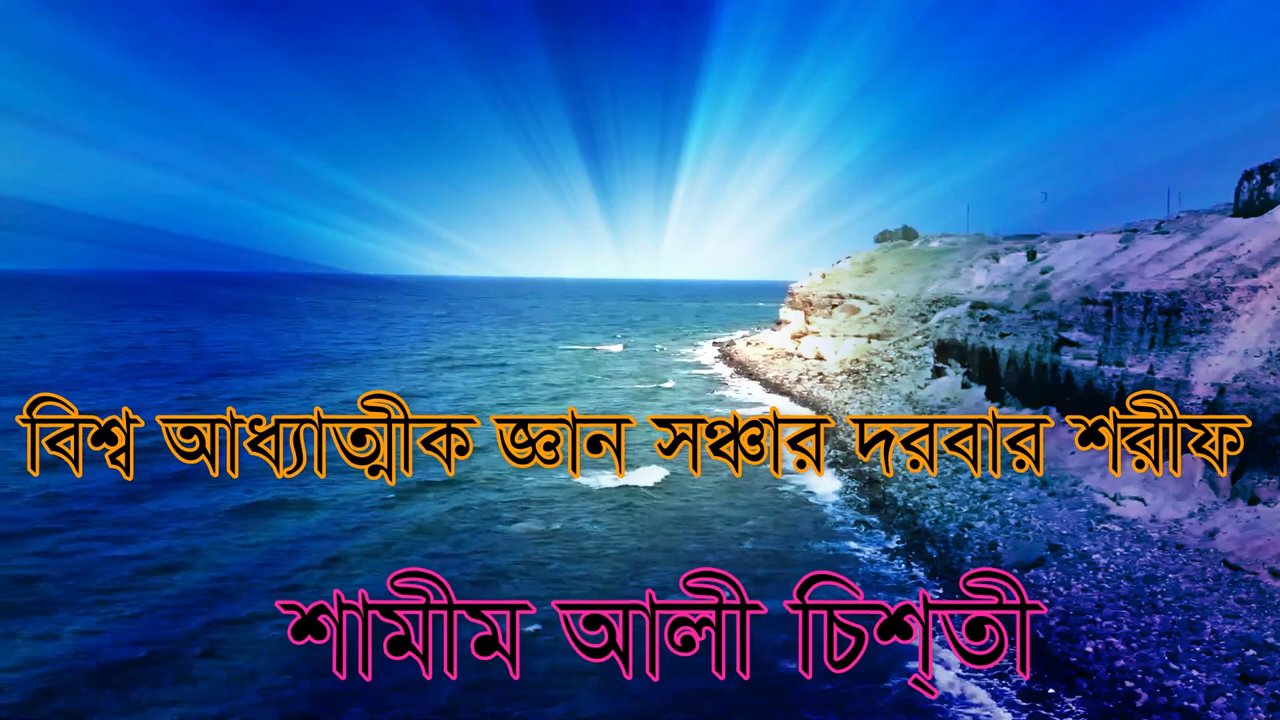 বিশ্ব আধ্যাত্মীক জ্ঞান সঞ্চার দরবার শরীফ
শামীম আলী চিশ্‌তী